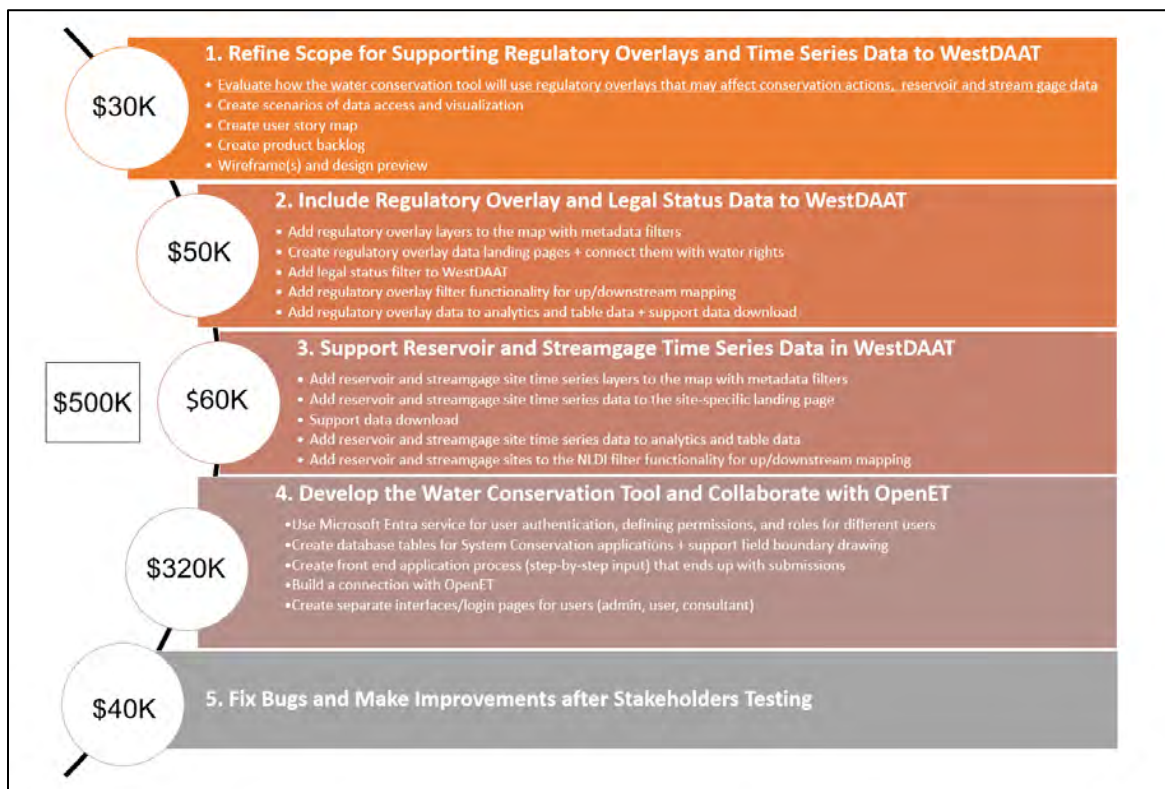 1. Refine Scope for Supporting Regulatory Overlays and Time Series Data to WestDAAT
• Evaluate how the water conservation tool will use regulatory overlays that may affect conservation actions, reservoir and stream gage data
• Create scenarios of data access and visualization
• Create user story map
• Create product backlog
• Wireframe(s) and design preview
$30K
2. Include Regulatory Overlay and Legal Status Data to WestDAAT
• Add regulatory overlay layers to the map with metadata filters
• Create regulatory overlay data landing pages + connect them with water rights
• Add legal status filter to WestDAAT
• Add regulatory overlay filter functionality for up/downstream mapping
• Add regulatory overlay data to analytics and table data + support data download
$50K
3. Support Reservoir and Streamgage Time Series Data in WestDAAT
• Add reservoir and streamgage site time series layers to the map with metadata filters
• Add reservoir and streamgage site time series data to the site-specific landing page
• Support data download
• Add reservoir and streamgage site time series data to analytics and table data
• Add reservoir and streamgage sites to the NLDI filter functionality for up/downstream mapping
$500K
$60K
4. Develop the Water Conservation Tool and Collaborate with OpenET
•Use Microsoft Entra service for user authentication, defining permissions, and roles for different users
•Create database tables for System Conservation applications + support field boundary drawing
•Create front end application process (step-by-step input) that ends up with submissions
•Build a connection with OpenET
•Create separate interfaces/login pages for users (admin, user, consultant)
$320K
5. Fix Bugs and Make Improvements after Stakeholders Testing
$40K